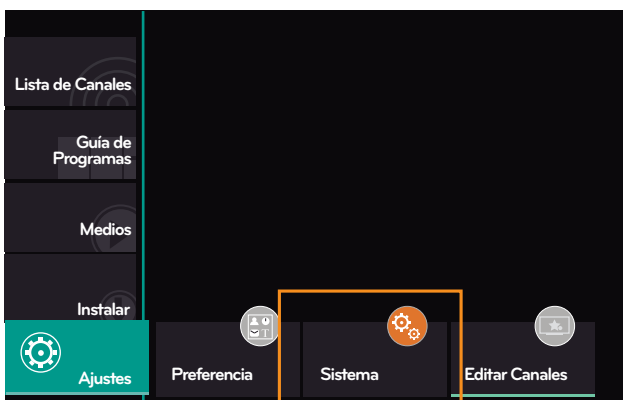 Lista de Canales
Guía de
Programas
Medios
Instalar
Ajustes
Preferencia
Sistema
Editar Canales